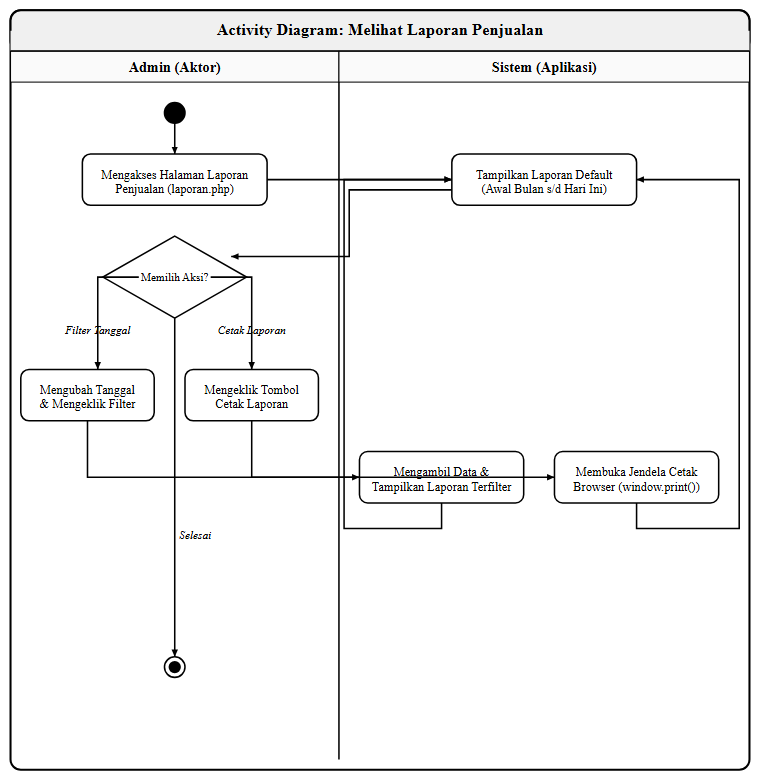 Activity Diagram: Melihat Laporan Penjualan
Admin (Aktor)
Sistem (Aplikasi)
Mengakses Halaman Laporan
Penjualan (laporan.php)
Tampilkan Laporan Default
(Awal Bulan s/d Hari Ini)
Memilih Aksi?
Filter Tanggal
Cetak Laporan
Mengubah Tanggal
& Mengeklik Filter
Mengeklik Tombol
Cetak Laporan
Mengambil Data &
Tampilkan Laporan Terfilter
Membuka Jendela Cetak
Browser (window.print())
Selesai